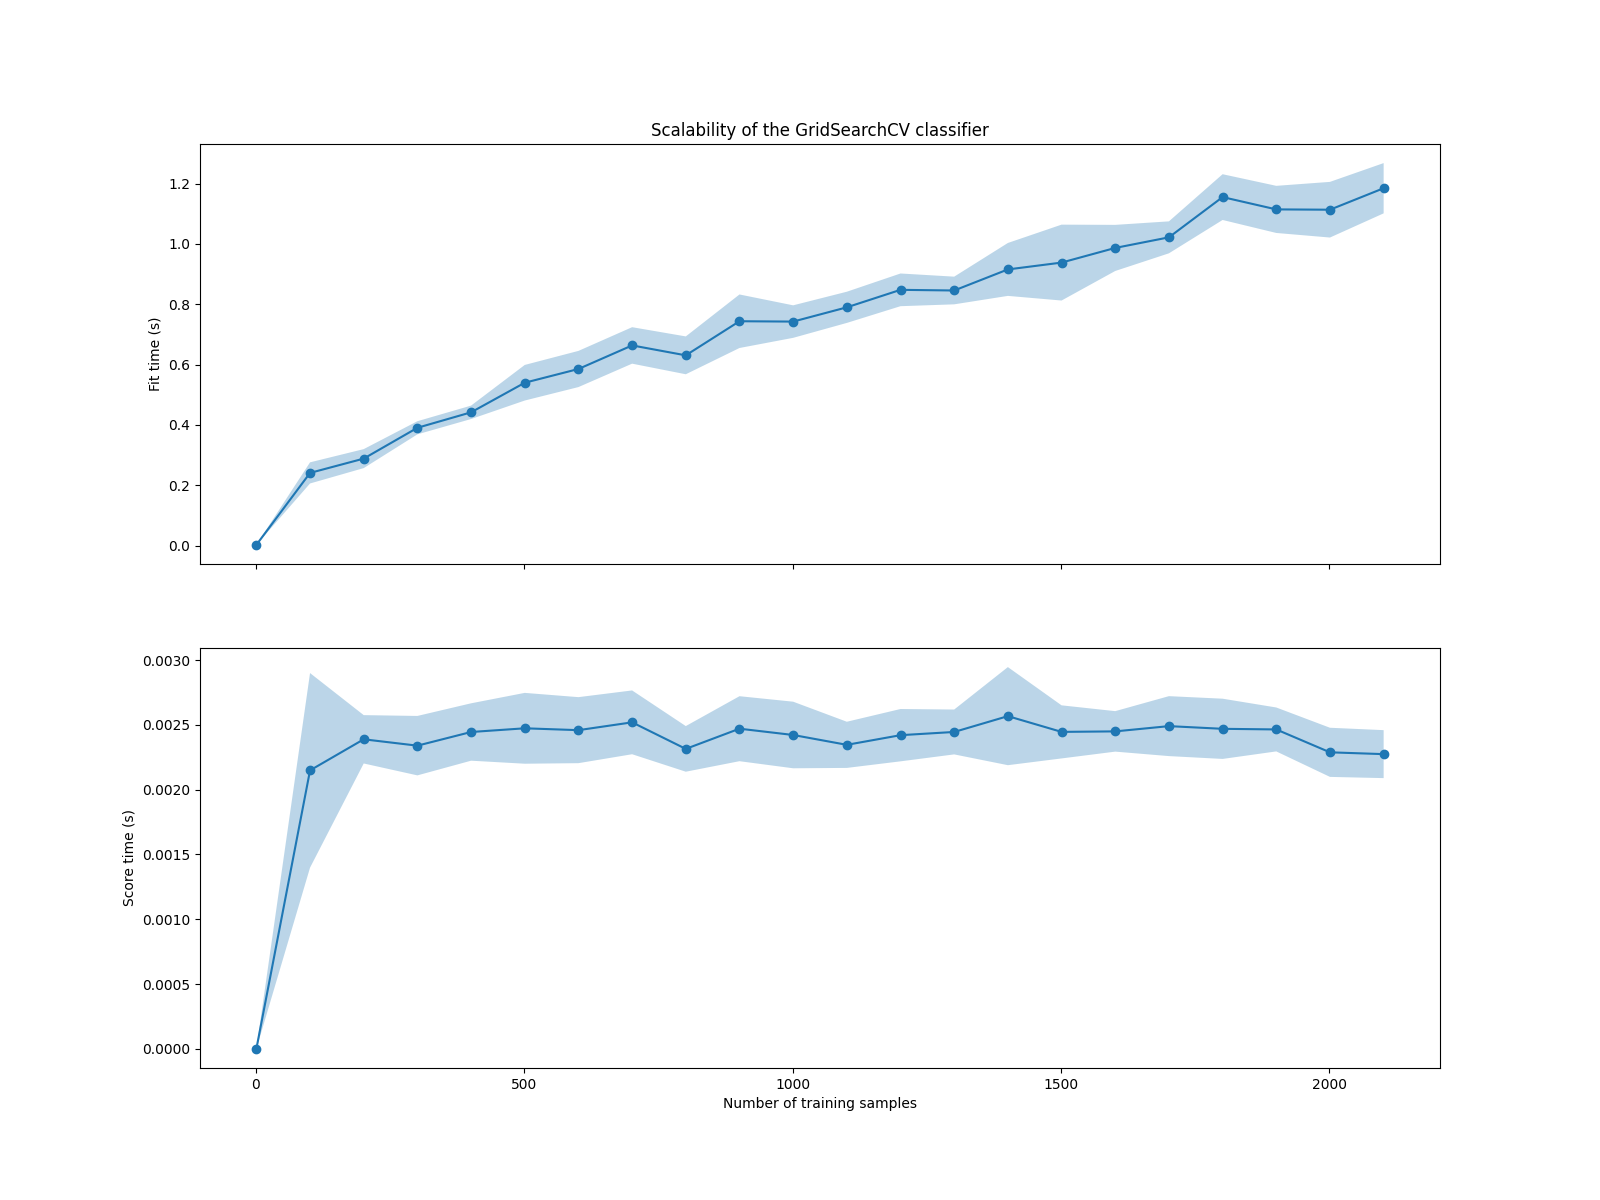 Scalability of the GridSearchCV classifier
1.2
1.0
0.8
0.6
0.4
0.2
0.0
Fit time (s)
0.0030
0.0025
0.0020
0.0015
0.0010
0.0005
0.0000
Score time (s)
0 500 1000 1500 2000
Number of training samples